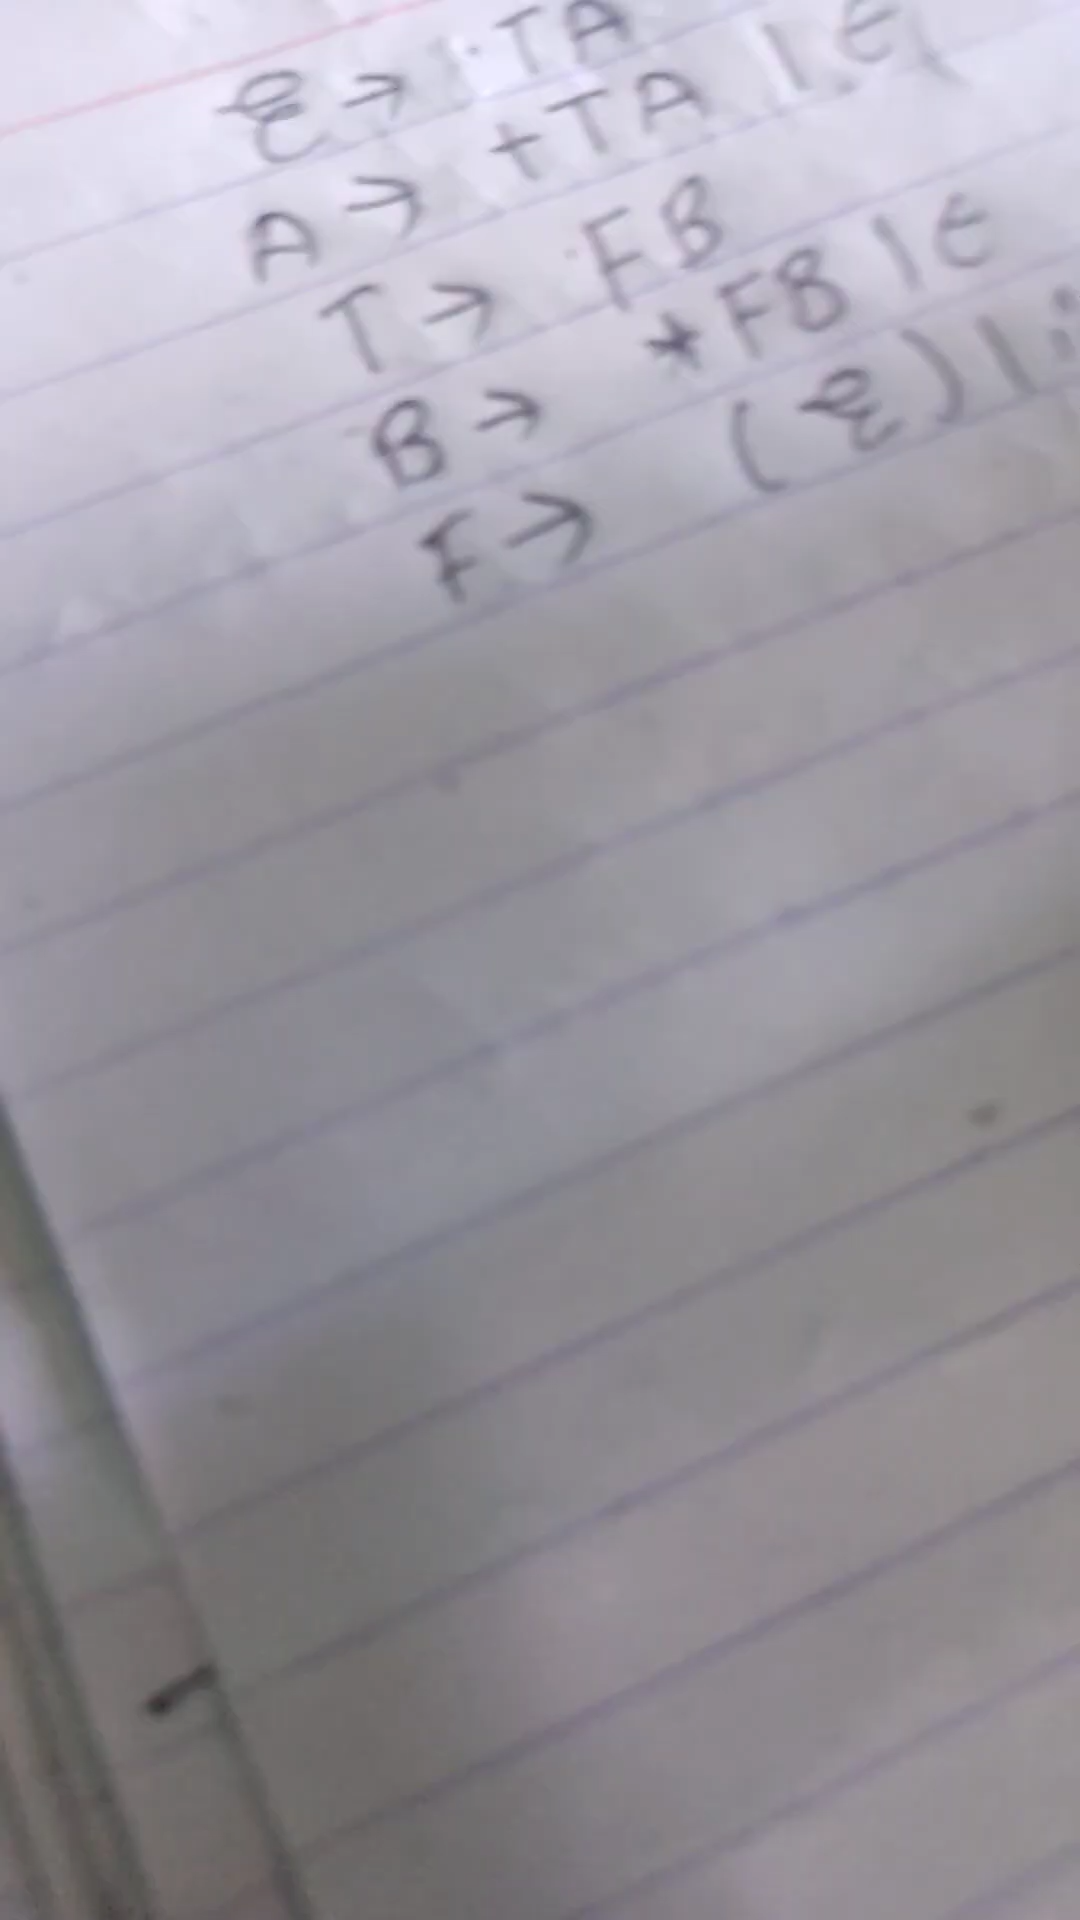 E → TA
A → +TA | ε
T → FB
B → *FB | ε
F → (E) |